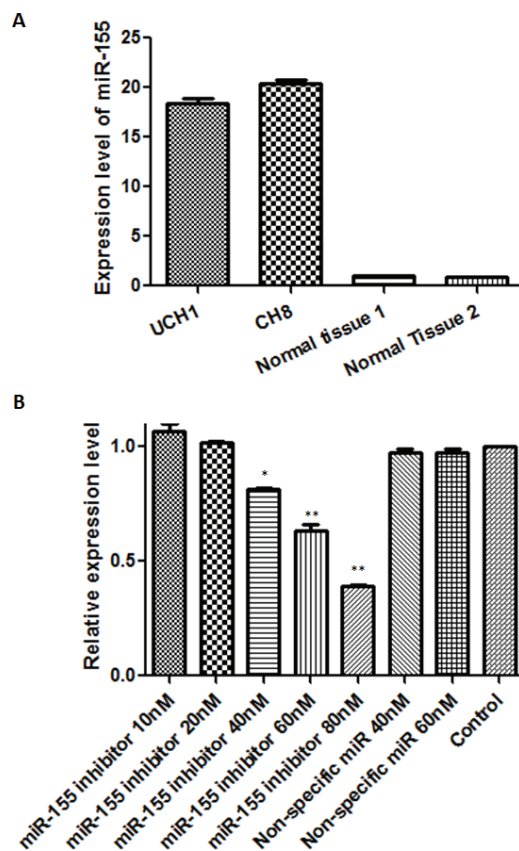 A
Expression level of miR-155
25
20
15
10
5
0
UCH1
CH8
Normal tissue 1
Normal Tissue 2
B
Relative expression level
1.0
0.5
0.0
*
**
**
miR-155 inhibitor 10nM
miR-155 inhibitor 20nM
miR-155 inhibitor 40nM
miR-155 inhibitor 60nM
miR-155 inhibitor 80nM
Non-specific miR 40nM
Non-specific miR 60nM
Control